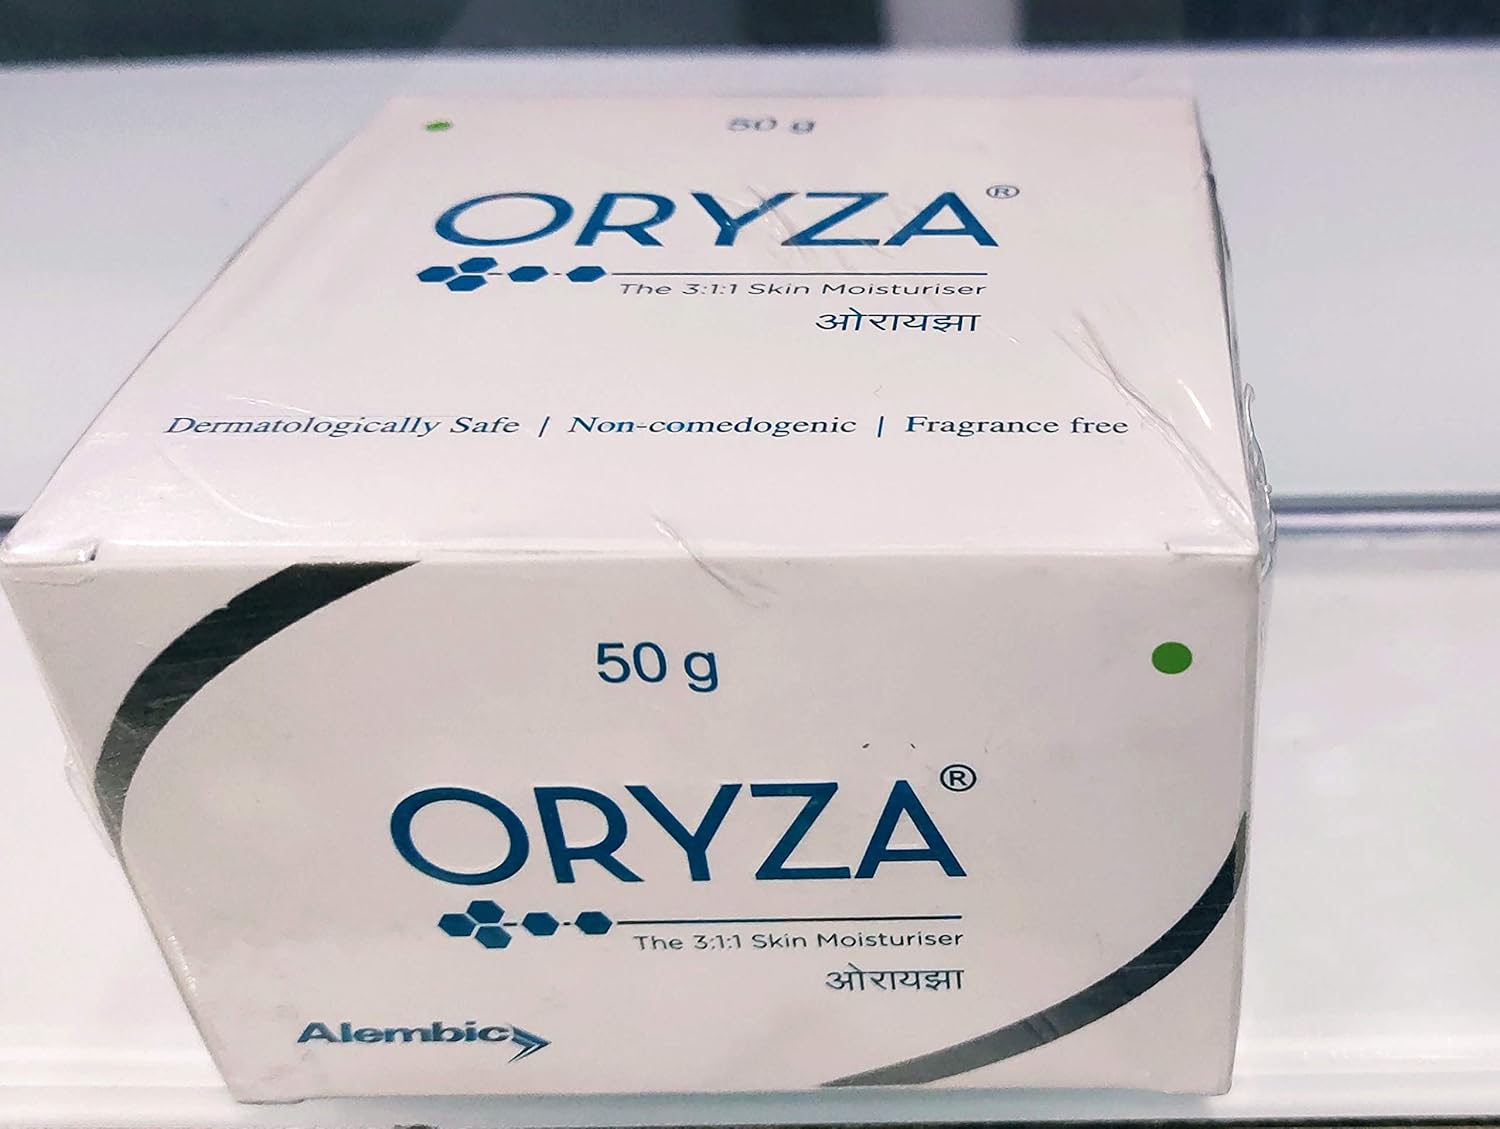 50 g
ORYZA®
The 3:1:1 Skin Moisturiser
ओरायझा
Dermatologically Safe | Non-comedogenic | Fragrance free
50 g
ORYZA®
The 3:1:1 Skin Moisturiser
ओरायझा
Alembic